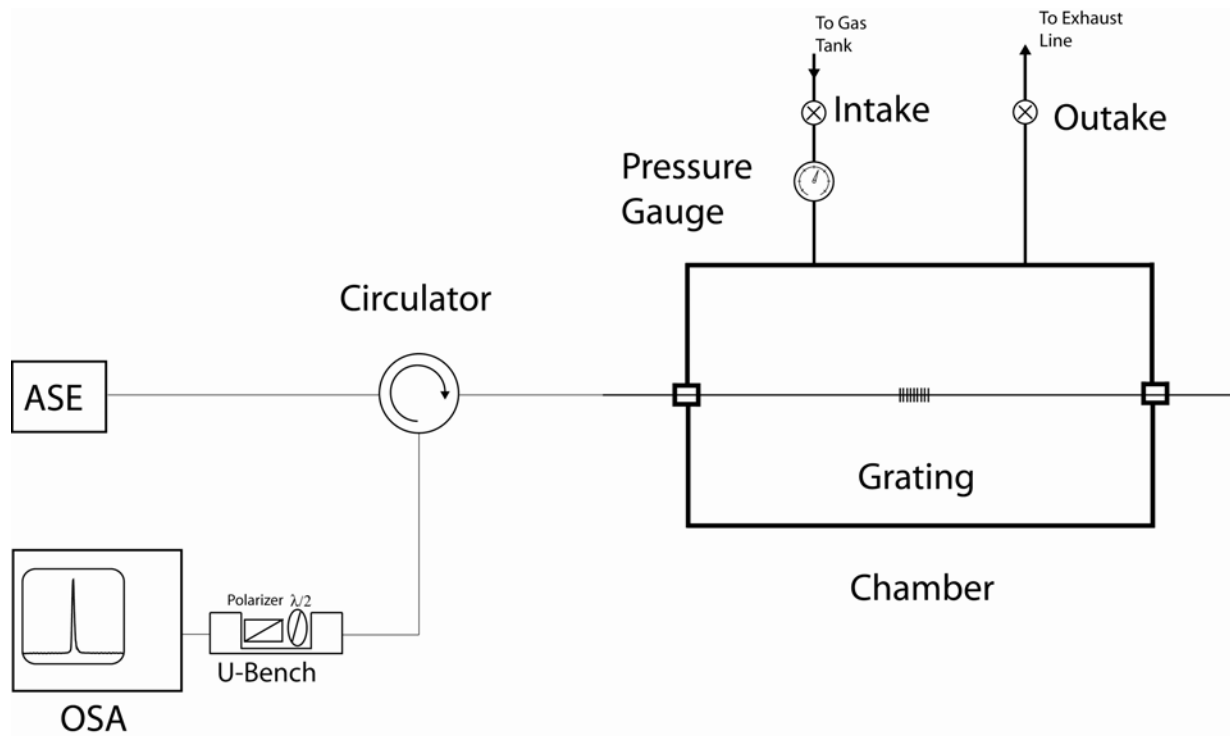 To Gas
Tank
To Exhaust
Line
Intake
Outake
Pressure
Gauge
Circulator
ASE
Grating
Chamber
Polarizer λ/2
U-Bench
OSA